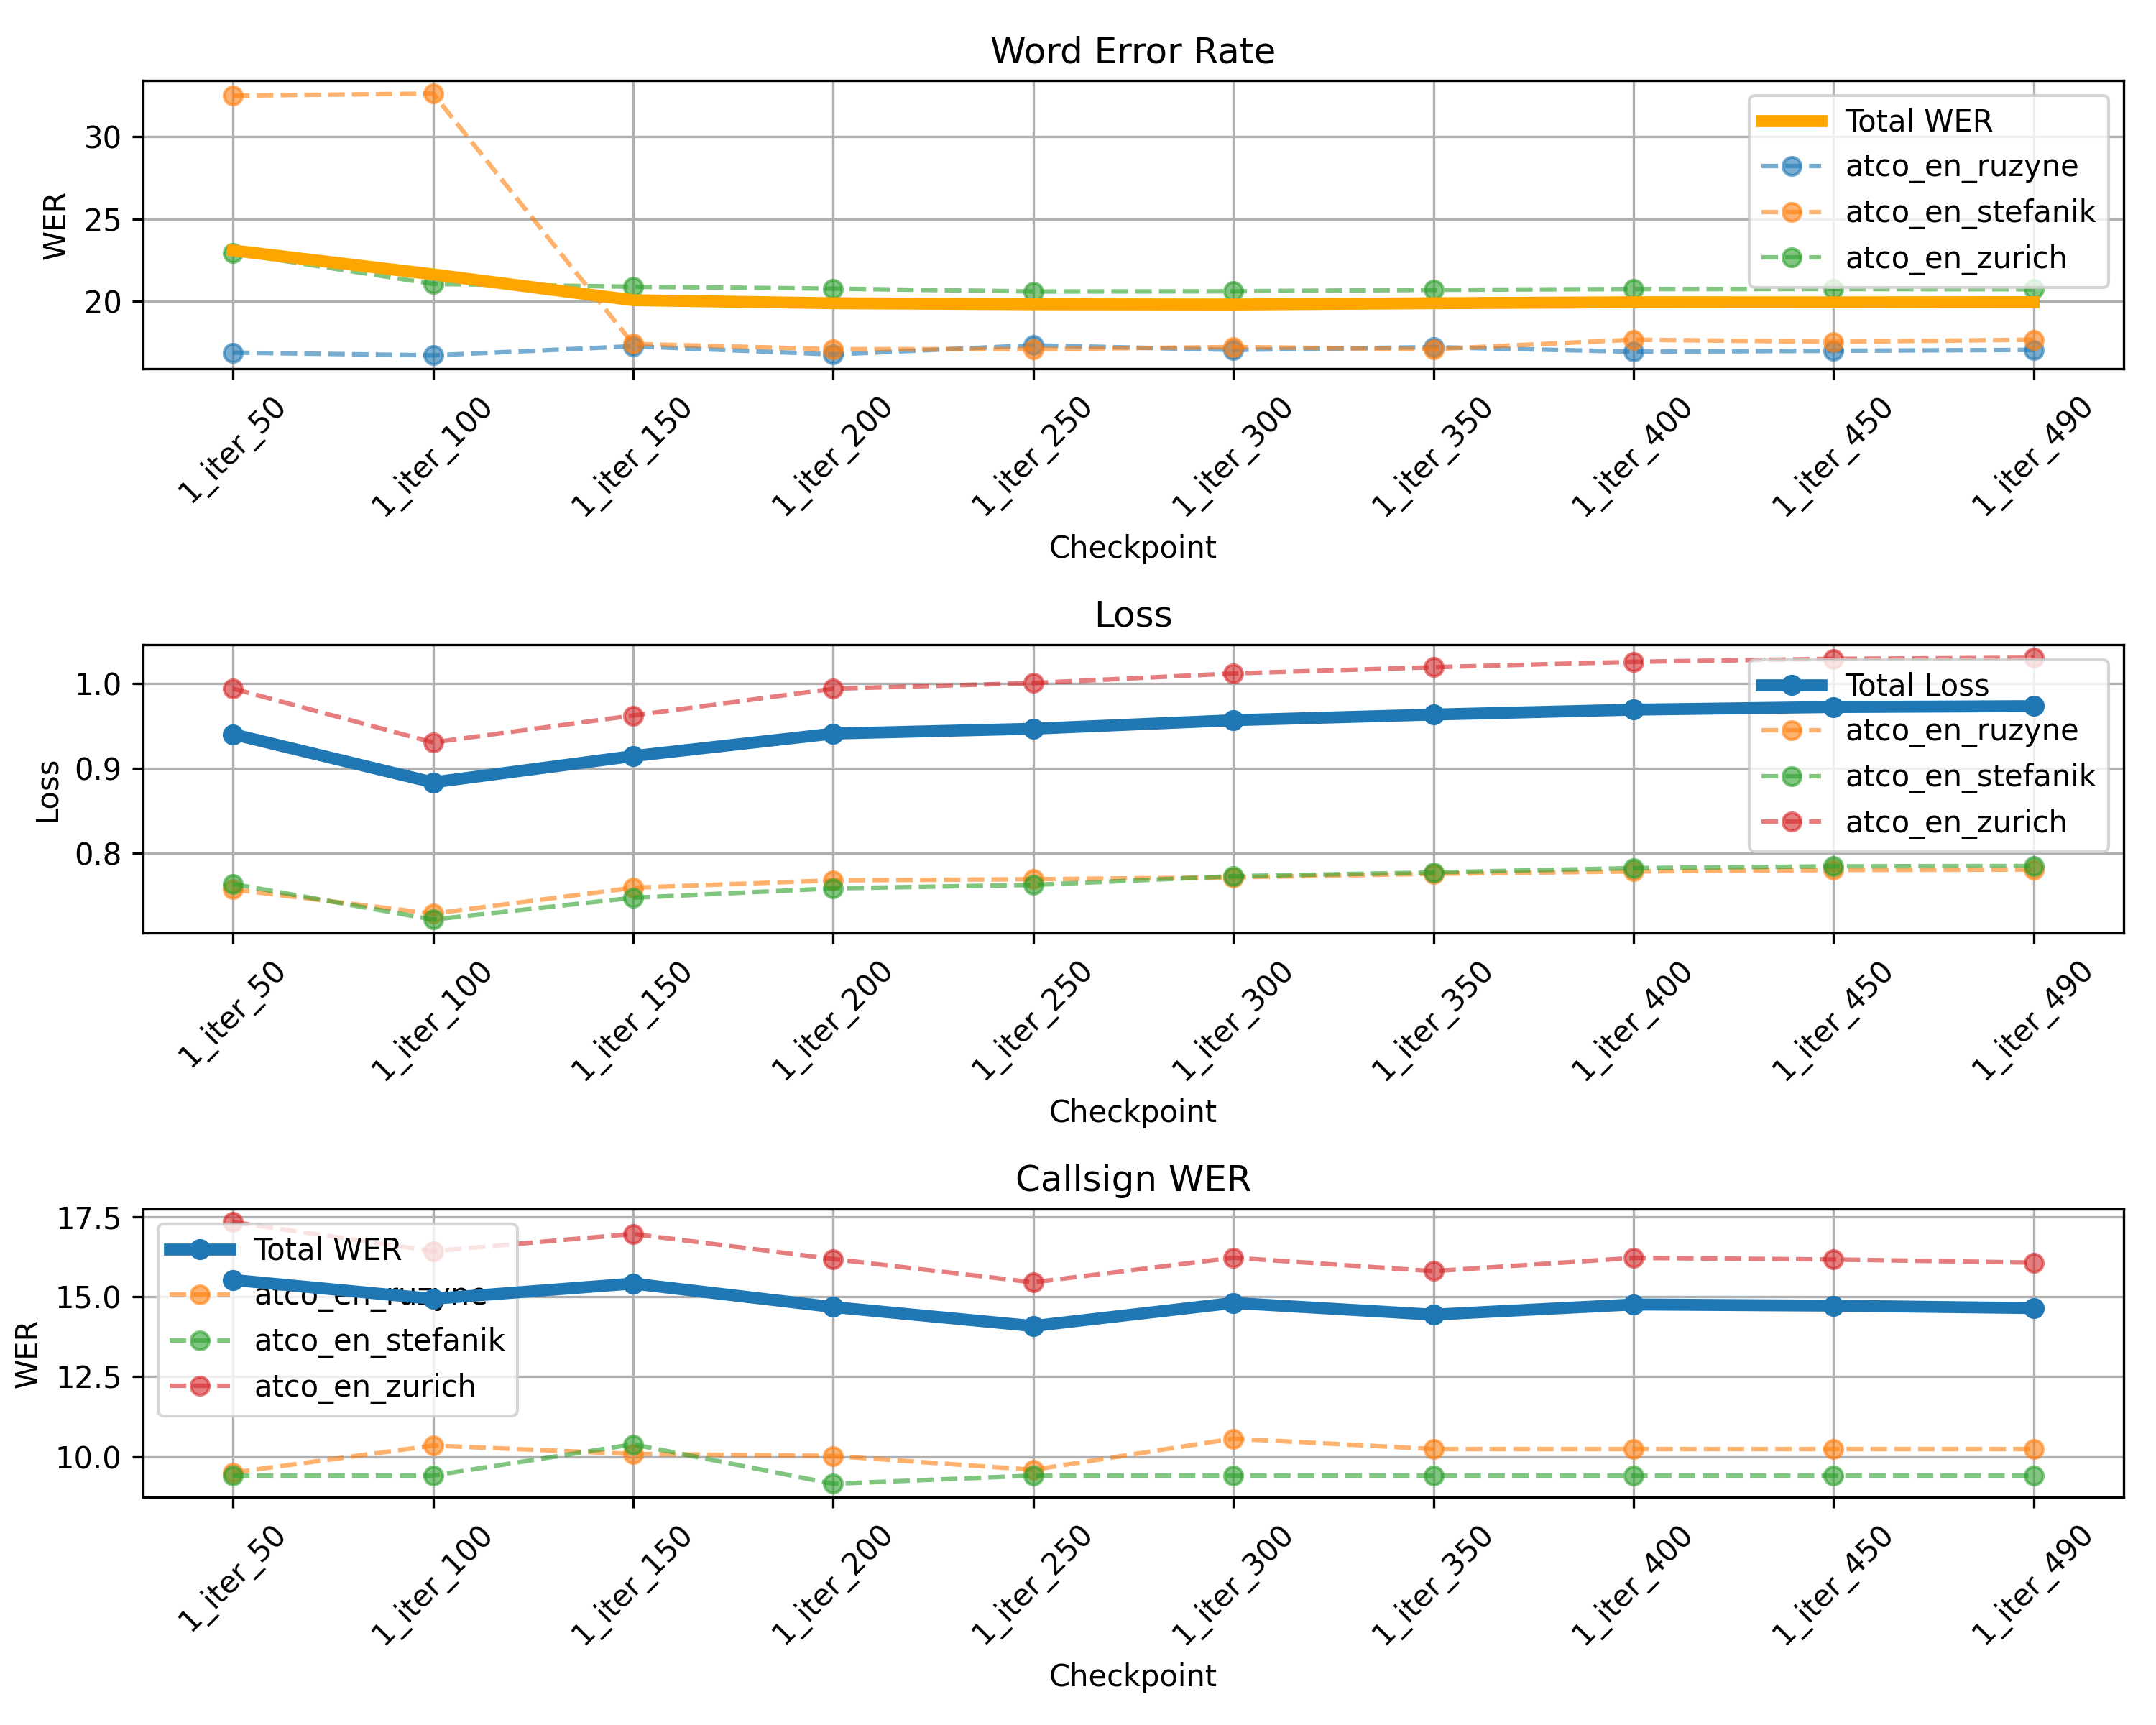 Word Error Rate
WER
30
25
20
Total WER
atco_en_ruzyne
atco_en_stefanik
atco_en_zurich
1_iter_50
1_iter_100
1_iter_150
1_iter_200
1_iter_250
1_iter_300
1_iter_350
1_iter_400
1_iter_450
1_iter_490
Checkpoint
Loss
Loss
1.0
0.9
0.8
Total Loss
atco_en_ruzyne
atco_en_stefanik
atco_en_zurich
1_iter_50
1_iter_100
1_iter_150
1_iter_200
1_iter_250
1_iter_300
1_iter_350
1_iter_400
1_iter_450
1_iter_490
Checkpoint
Callsign WER
WER
17.5
15.0
12.5
10.0
Total WER
atco_en_ruzyne
atco_en_stefanik
atco_en_zurich
1_iter_50
1_iter_100
1_iter_150
1_iter_200
1_iter_250
1_iter_300
1_iter_350
1_iter_400
1_iter_450
1_iter_490
Checkpoint